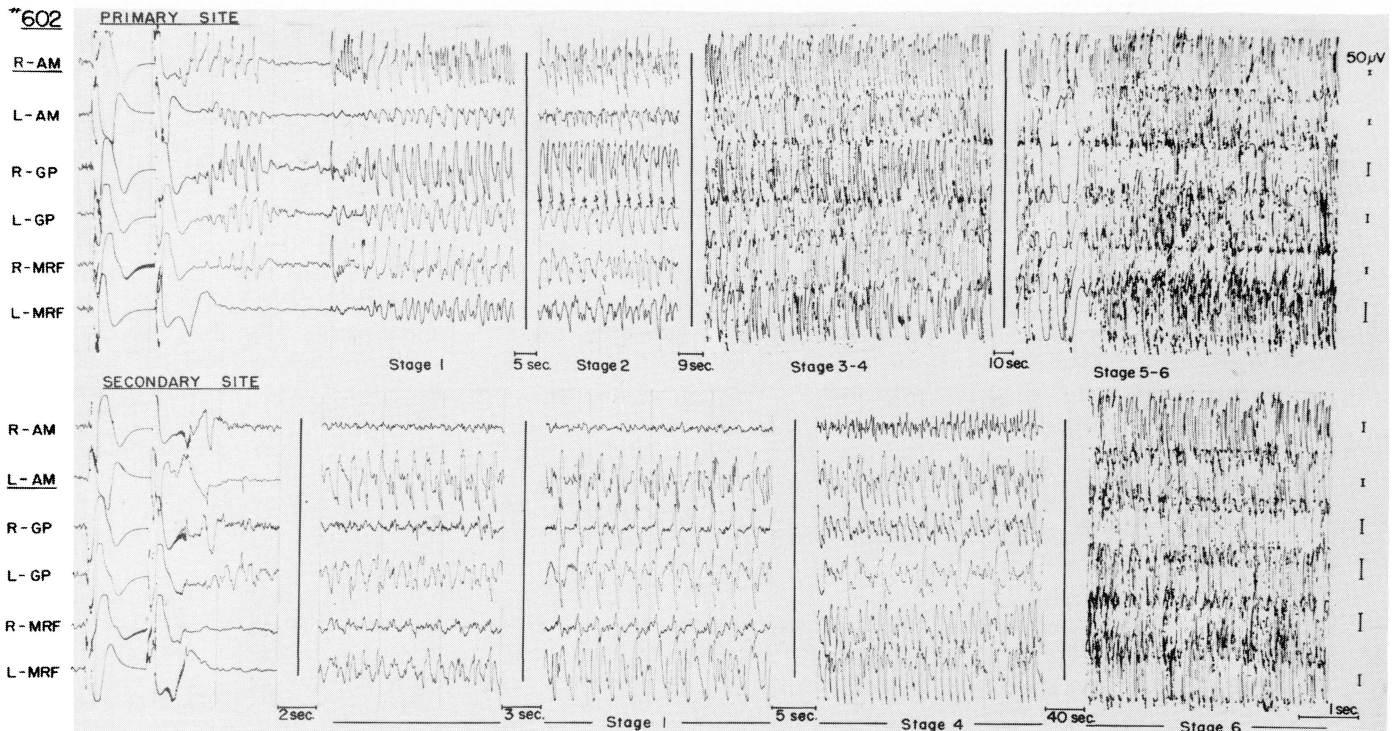 #602 PRIMARY SITE
R-AM 50µV
L-AM
R-GP
L-GP
R-MRF
L-MRF
Stage 1 5 sec. Stage 2 9 sec. Stage 3-4 10 sec. Stage 5-6
SECONDARY SITE
R-AM
L-AM
R-GP
L-GP
R-MRF
L-MRF
2 sec. 3 sec. Stage 1 5 sec. Stage 4 40 sec. Stage 6 1 sec.